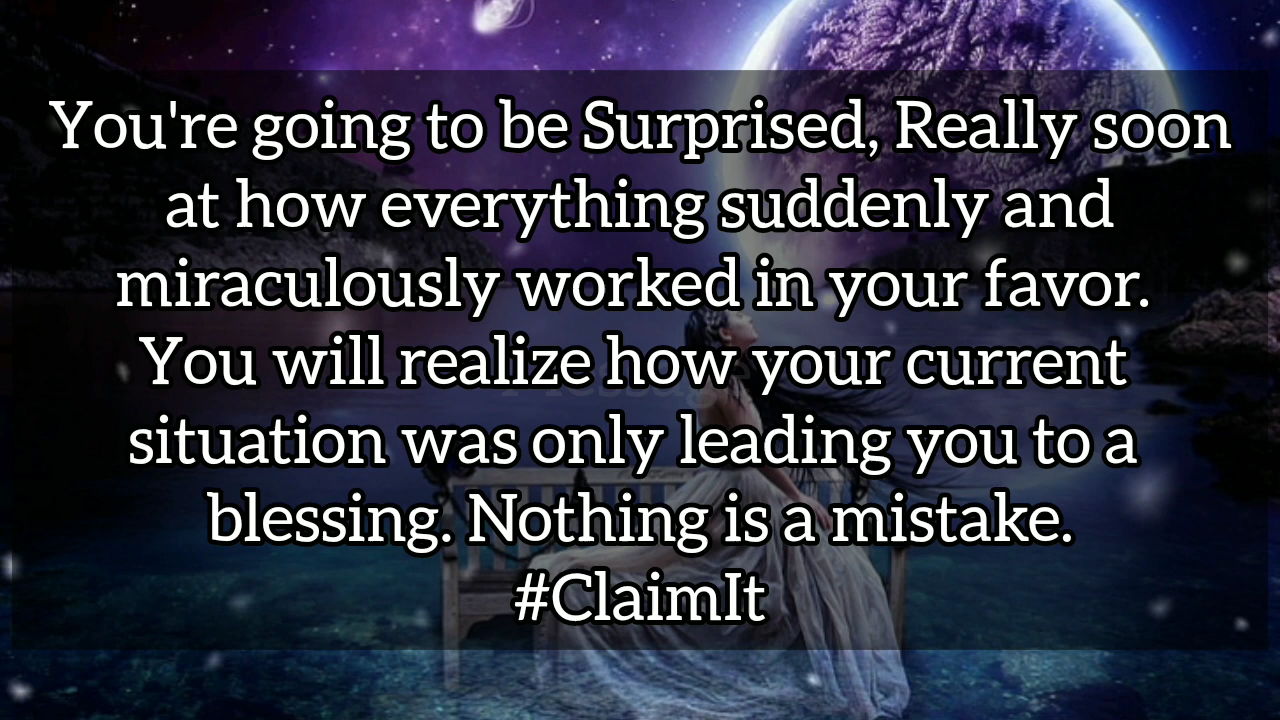 You're going to be Surprised, Really soon
at how everything suddenly and
miraculously worked in your favor.
You will realize how your current
situation was only leading you to a
blessing. Nothing is a mistake.
#ClaimIt